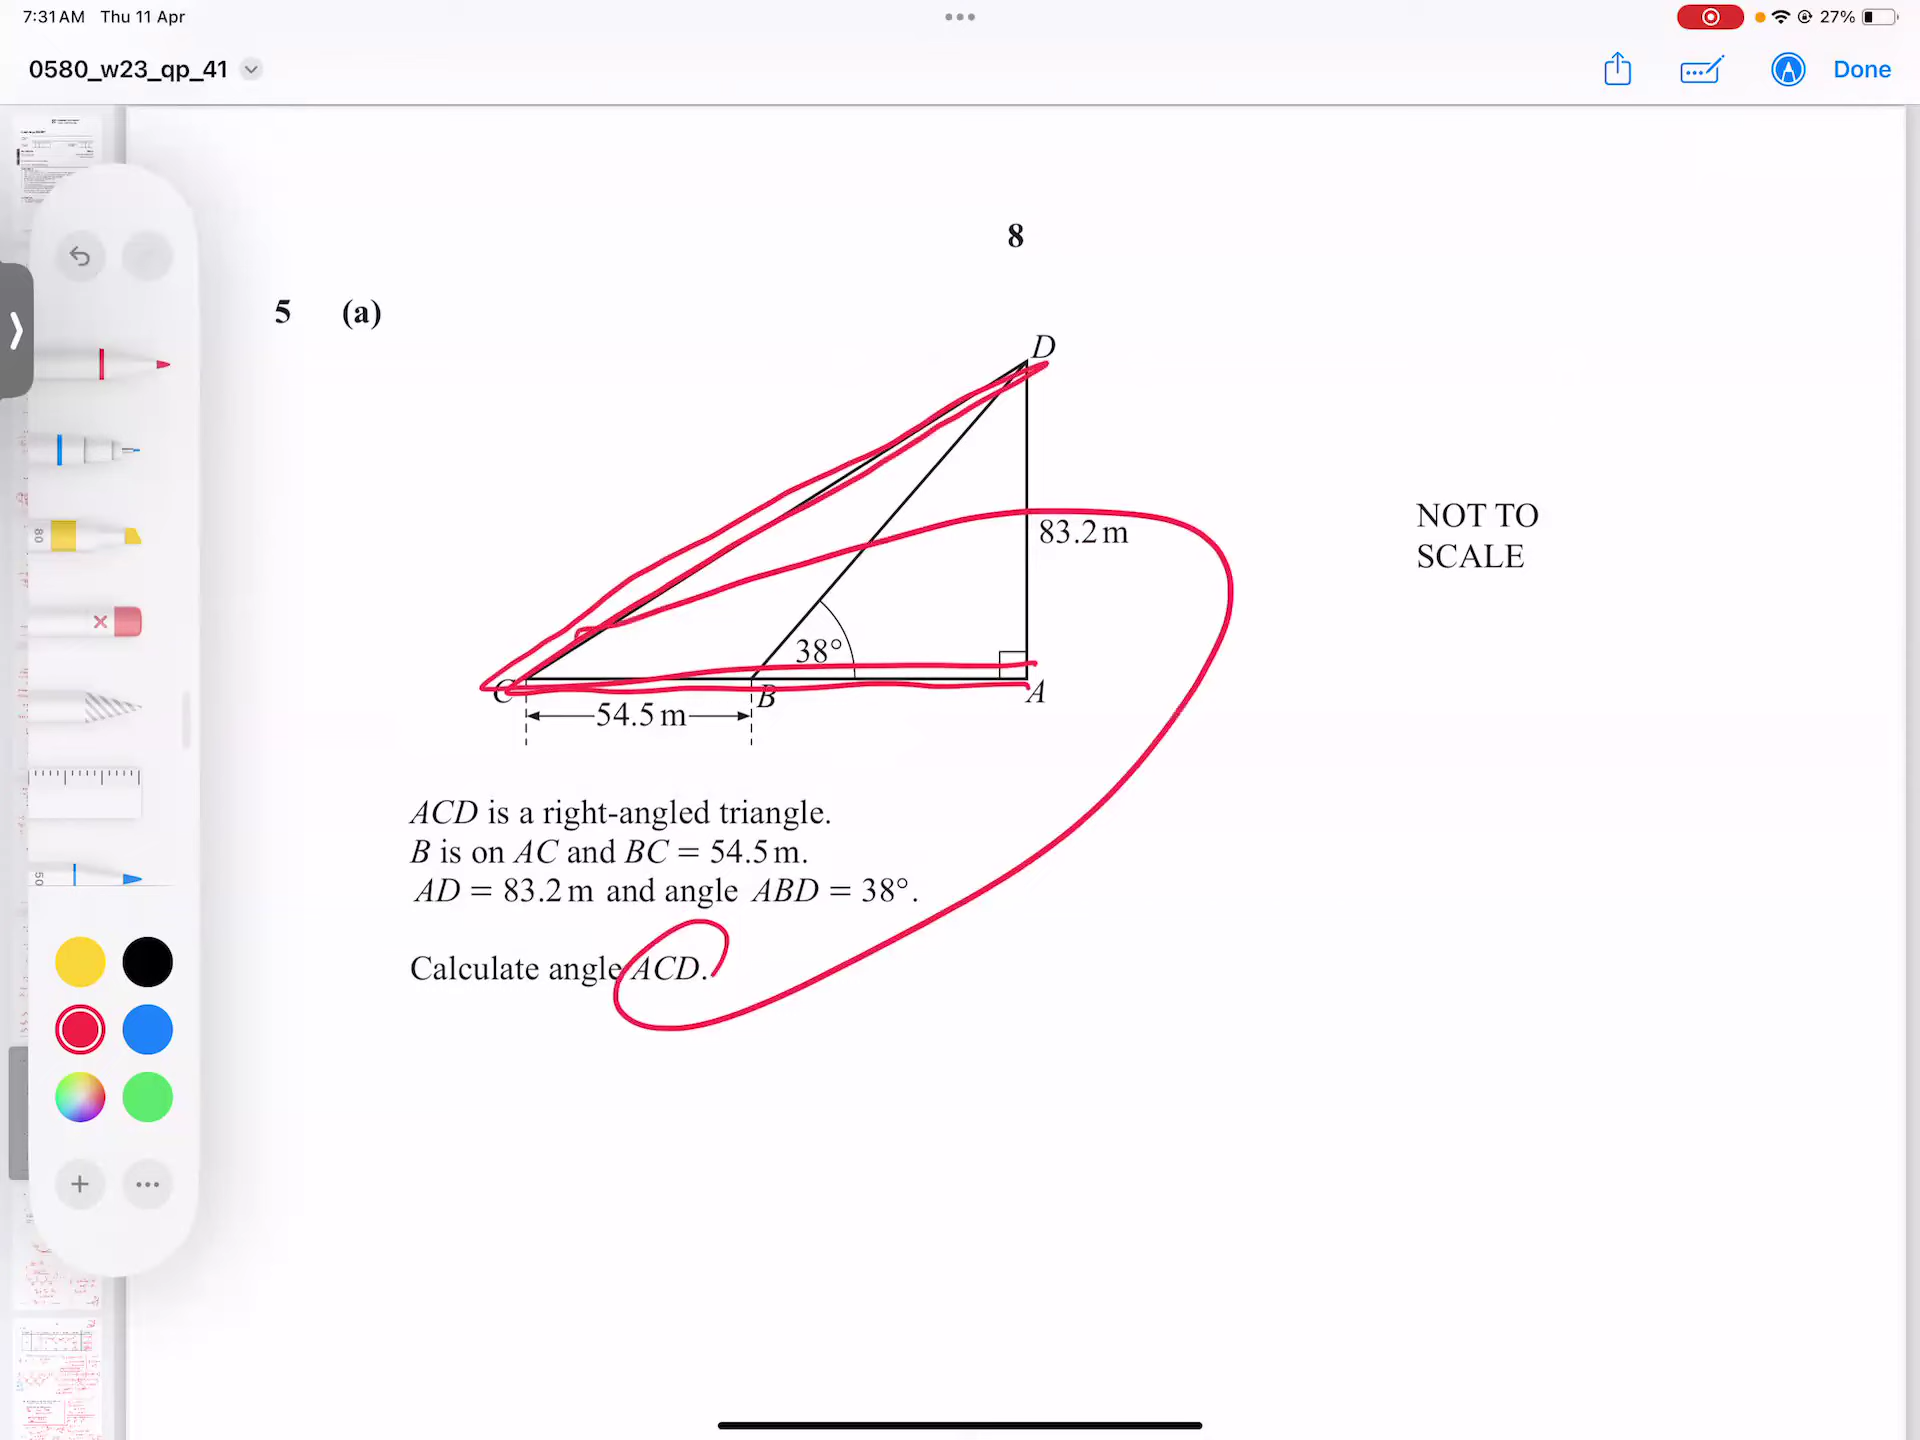 7:31 AM Thu 11 Apr
27%
0580_w23_qp_41
Done
8
5 (a)
D
83.2 m
NOT TO
SCALE
38°
C
B
A
54.5 m
ACD is a right-angled triangle.
B is on AC and BC = 54.5 m.
AD = 83.2 m and angle ABD = 38°.
Calculate angle ACD.
80
50